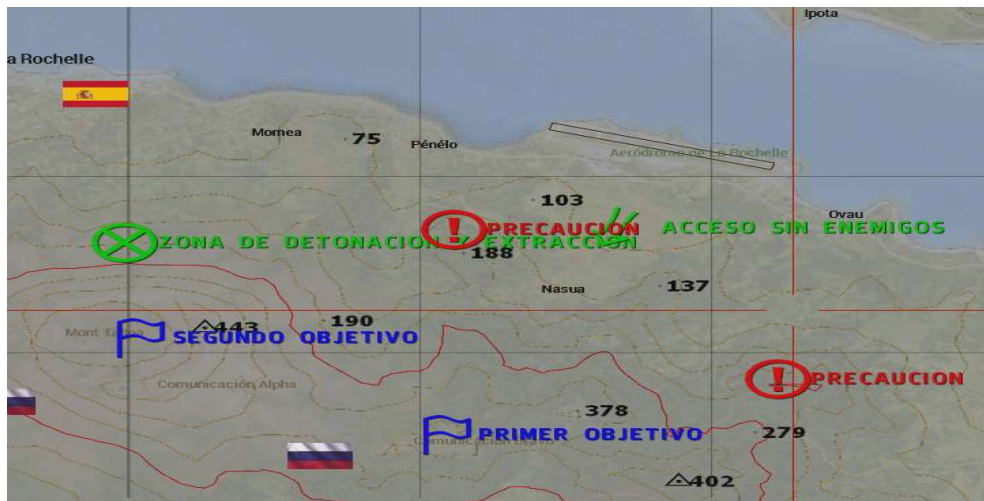 Ipota
a Rochelle
Momea
75
Pénélo
Aeródromo de La Rochelle
103
Ovau
PRECAUCION
ACCESO SIN ENEMIGOS
ZONA DE DETONACION Y EXTRACCION
188
Nasua
137
190
443
SEGUNDO OBJETIVO
Comunicación Alpha
PRECAUCION
378
PRIMER OBJETIVO
279
402